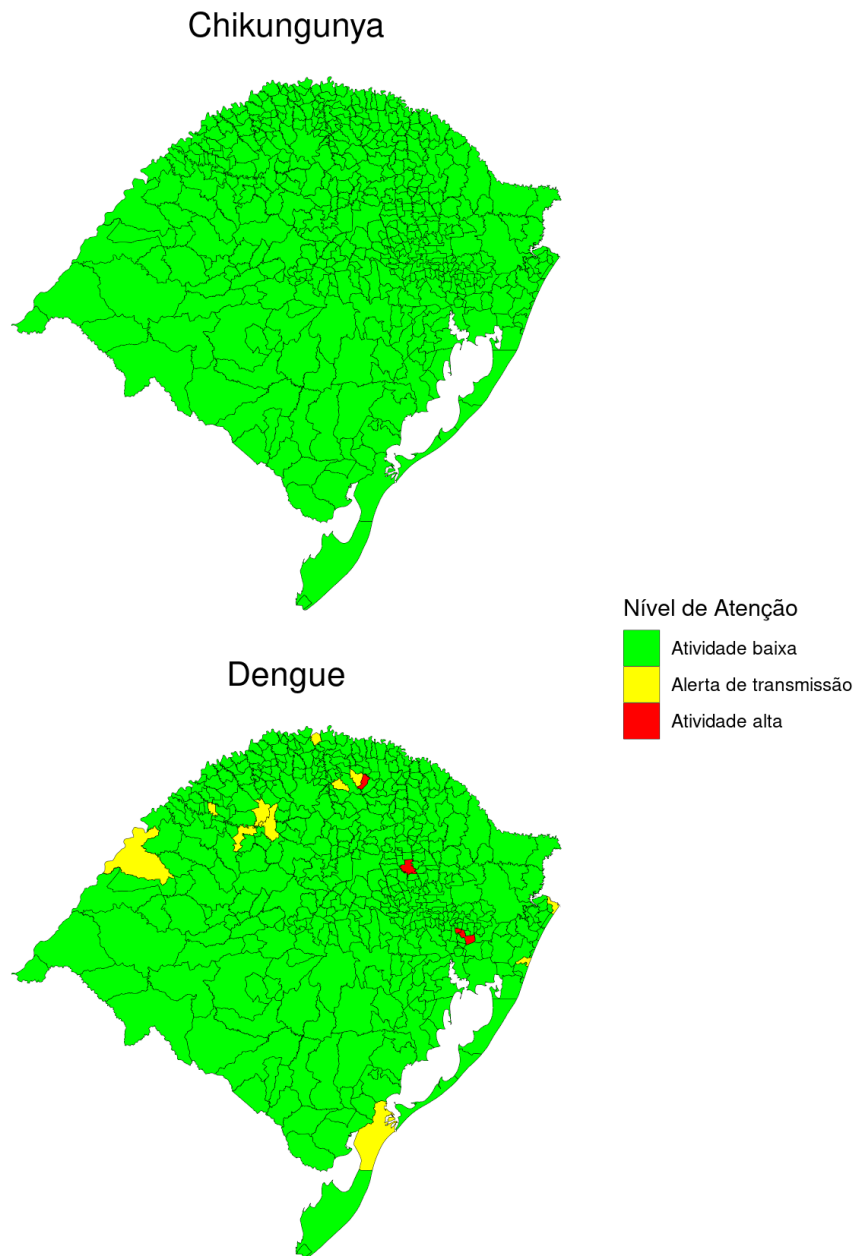 Chikungunya
Nível de Atenção
Atividade baixa
Alerta de transmissão
Atividade alta
Dengue